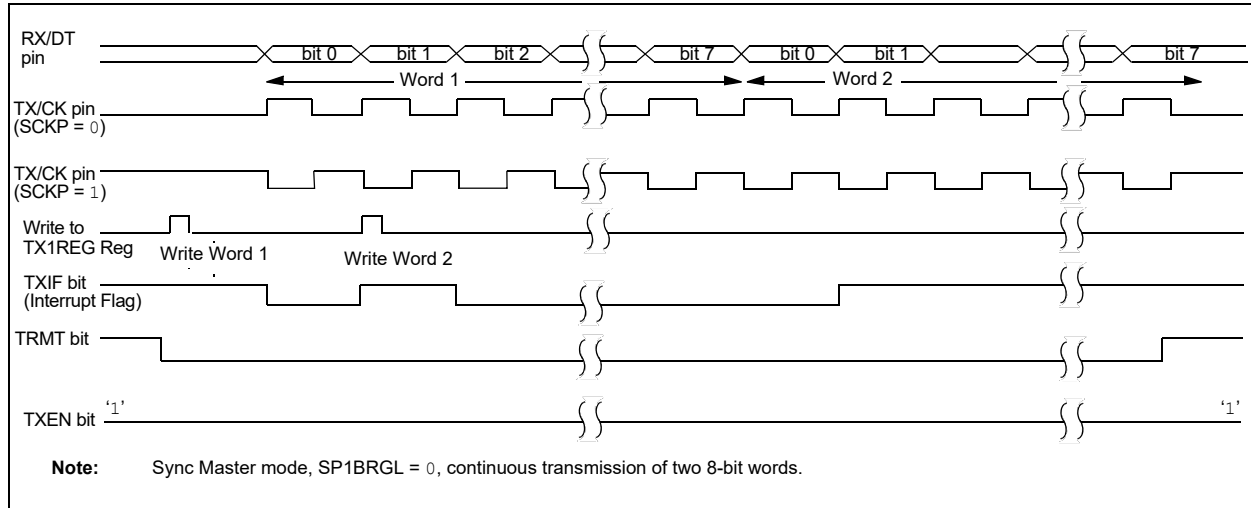 RX/DT
pin
bit 0 bit 1 bit 2 bit 7 bit 0 bit 1 bit 7
Word 1 Word 2
TX/CK pin
(SCKP = 0)
TX/CK pin
(SCKP = 1)
Write to
TX1REG Reg
Write Word 1 Write Word 2
TXIF bit
(Interrupt Flag)
TRMT bit
TXEN bit ‘1’ ‘1’
Note: Sync Master mode, SP1BRGL = 0, continuous transmission of two 8-bit words.